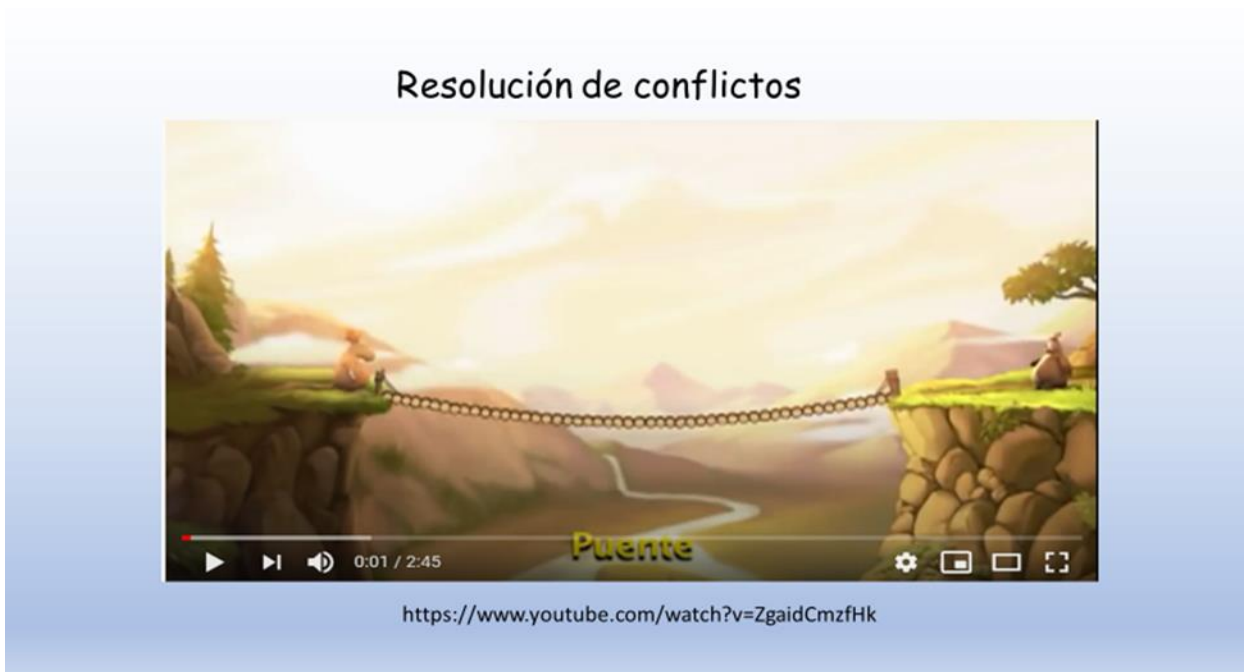 Resolución de conflictos
Puente
0:01 / 2:45
https://www.youtube.com/watch?v=ZgaidCmzfHk